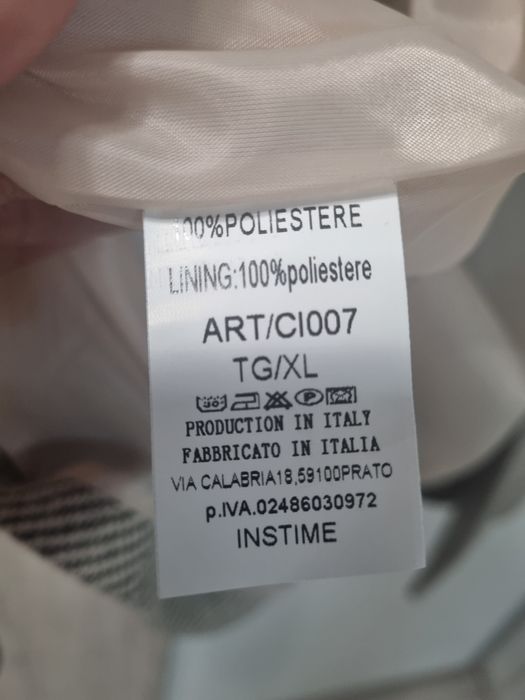 100%POLIESTERE
LINING:100%poliestere
ART/CI007
TG/XL
PRODUCTION IN ITALY
FABBRICATO IN ITALIA
VIA CALABRIA18,59100PRATO
p.IVA.02486030972
INSTIME